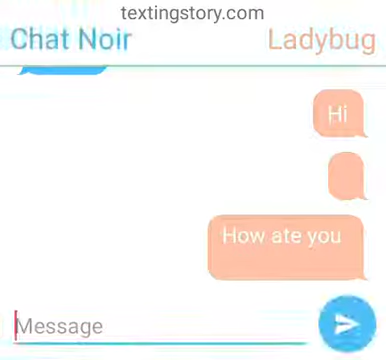 textingstory.com
Chat Noir
Ladybug
Hi
How ate you
Message